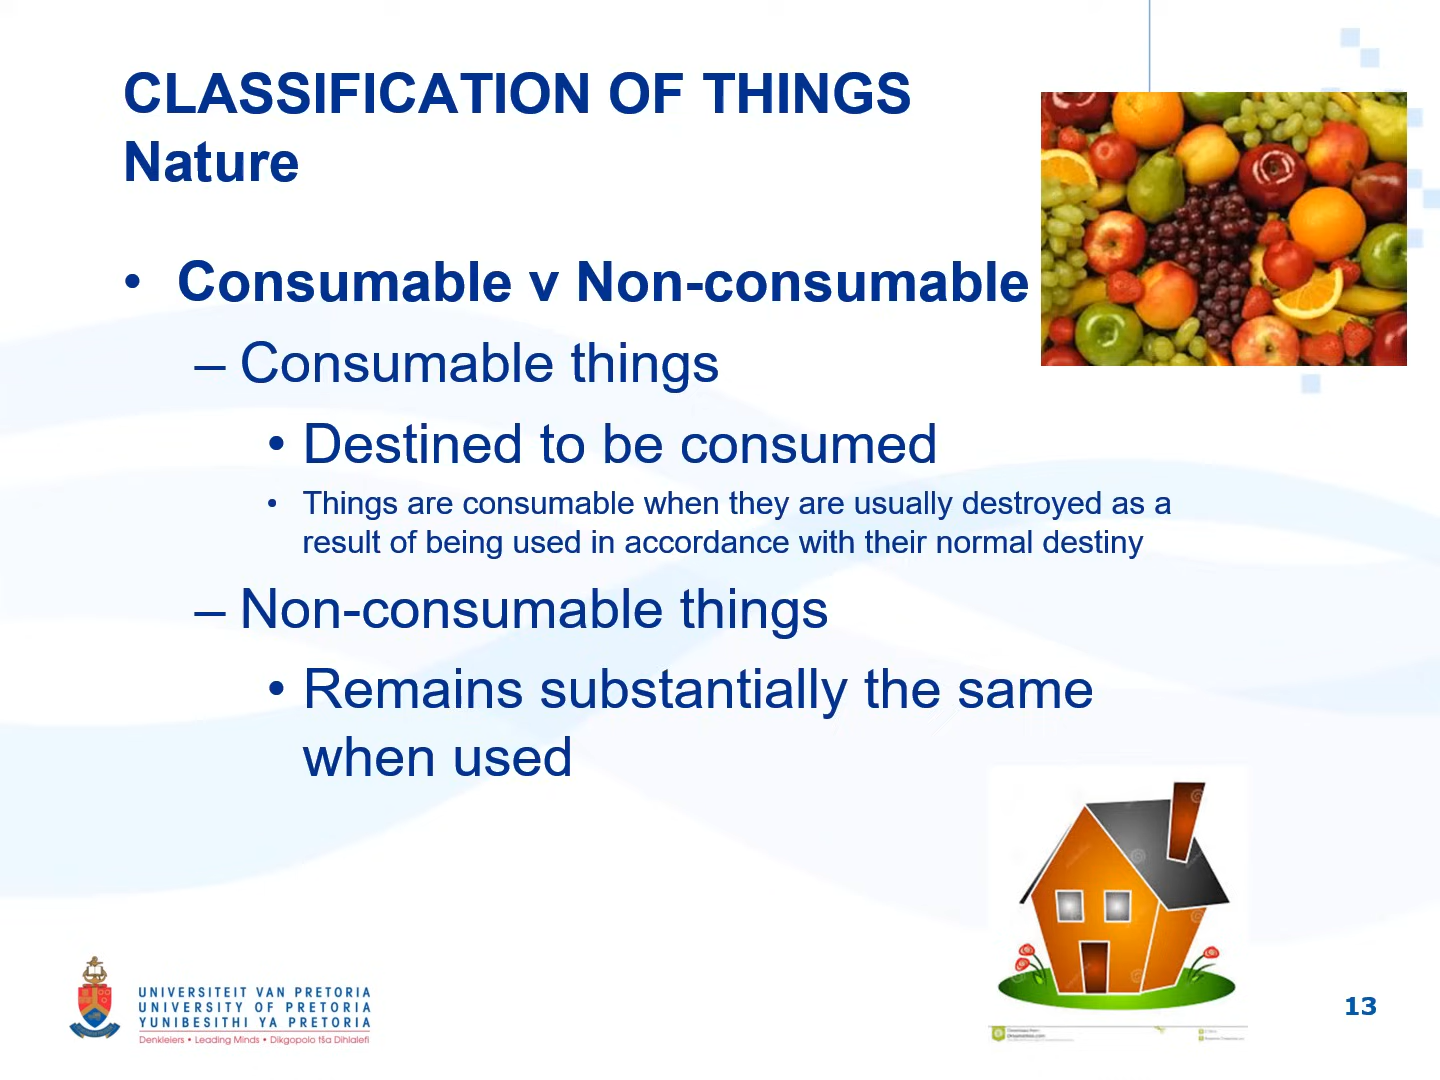 CLASSIFICATION OF THINGS
Nature
• Consumable v Non-consumable
– Consumable things
• Destined to be consumed
• Things are consumable when they are usually destroyed as a
result of being used in accordance with their normal destiny
– Non-consumable things
• Remains substantially the same
when used
UNIVERSITEIT VAN PRETORIA
UNIVERSITY OF PRETORIA
YUNIBESITHI YA PRETORIA
Denkleiers • Leading Minds • Dikgopolo tša Dihlalefi
13